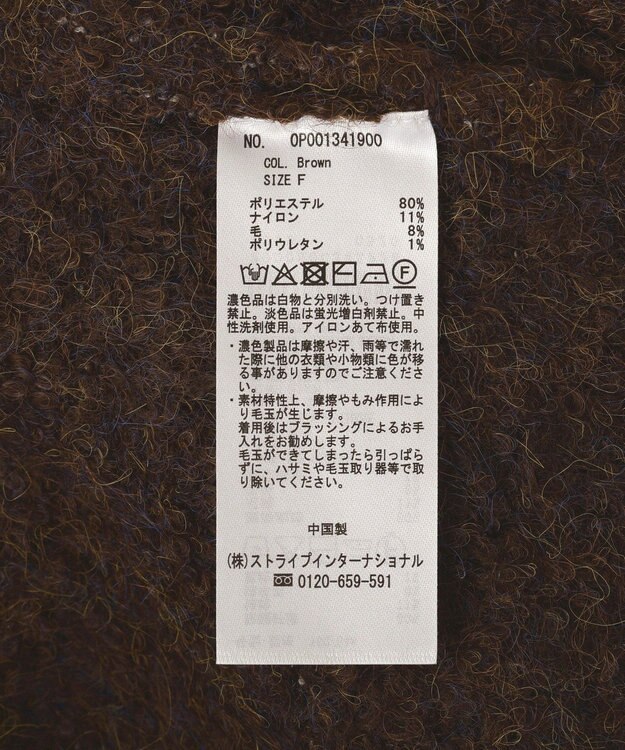 NO. OP001341900
COL. Brown
SIZE F
ポリエステル 80%
ナイロン 11%
毛 8%
ポリウレタン 1%
F
濃色品は白物と分別洗い。つけ置き
禁止。淡色品は蛍光増白剤禁止。中
性洗剤使用。アイロンあて布使用。
・濃色製品は摩擦や汗、雨等で濡れ
た際に他の衣類や小物類に色が移
る事がありますのでご注意くださ
い。
・素材特性上、摩擦やもみ作用によ
り毛玉が生じます。
着用後はブラッシングによるお手
入れをお勧めします。
毛玉ができてしまったら引っぱら
ずに、ハサミや毛玉取り器等で取
り除いてください。
中国製
(株)ストライプインターナショナル
0120-659-591